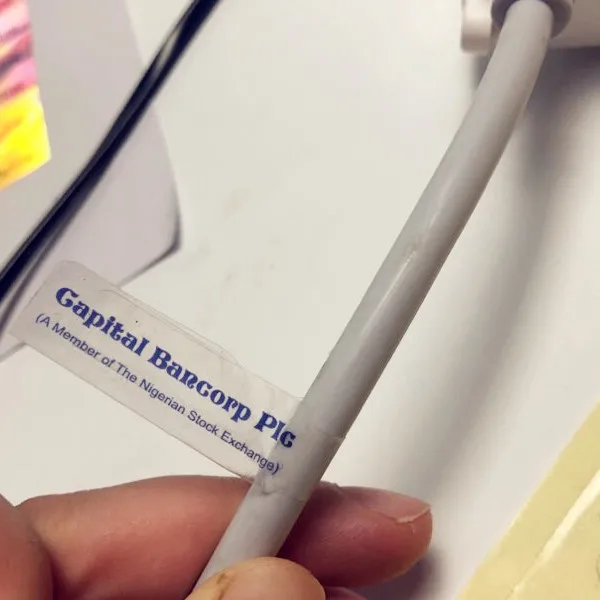 Capital Bancorp Plc
(A Member of The Nigerian Stock Exchange)